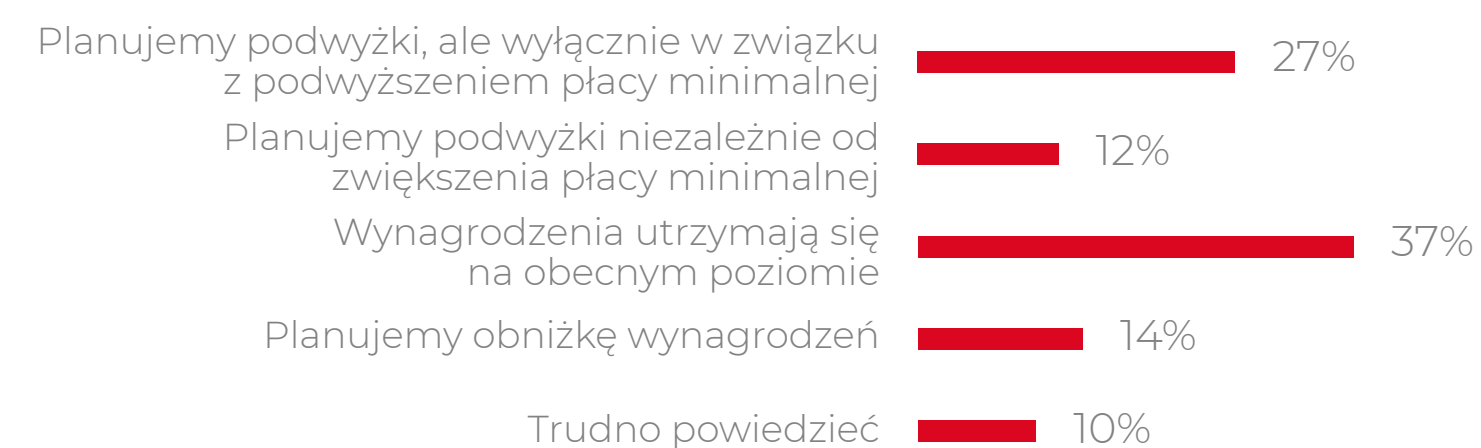 Planujemy podwyżki, ale wyłącznie w związku
z podwyższeniem płacy minimalnej
27%
Planujemy podwyżki niezależnie od
zwiększenia płacy minimalnej
12%
Wynagrodzenia utrzymają się
na obecnym poziomie
37%
Planujemy obniżkę wynagrodzeń
14%
Trudno powiedzieć
10%